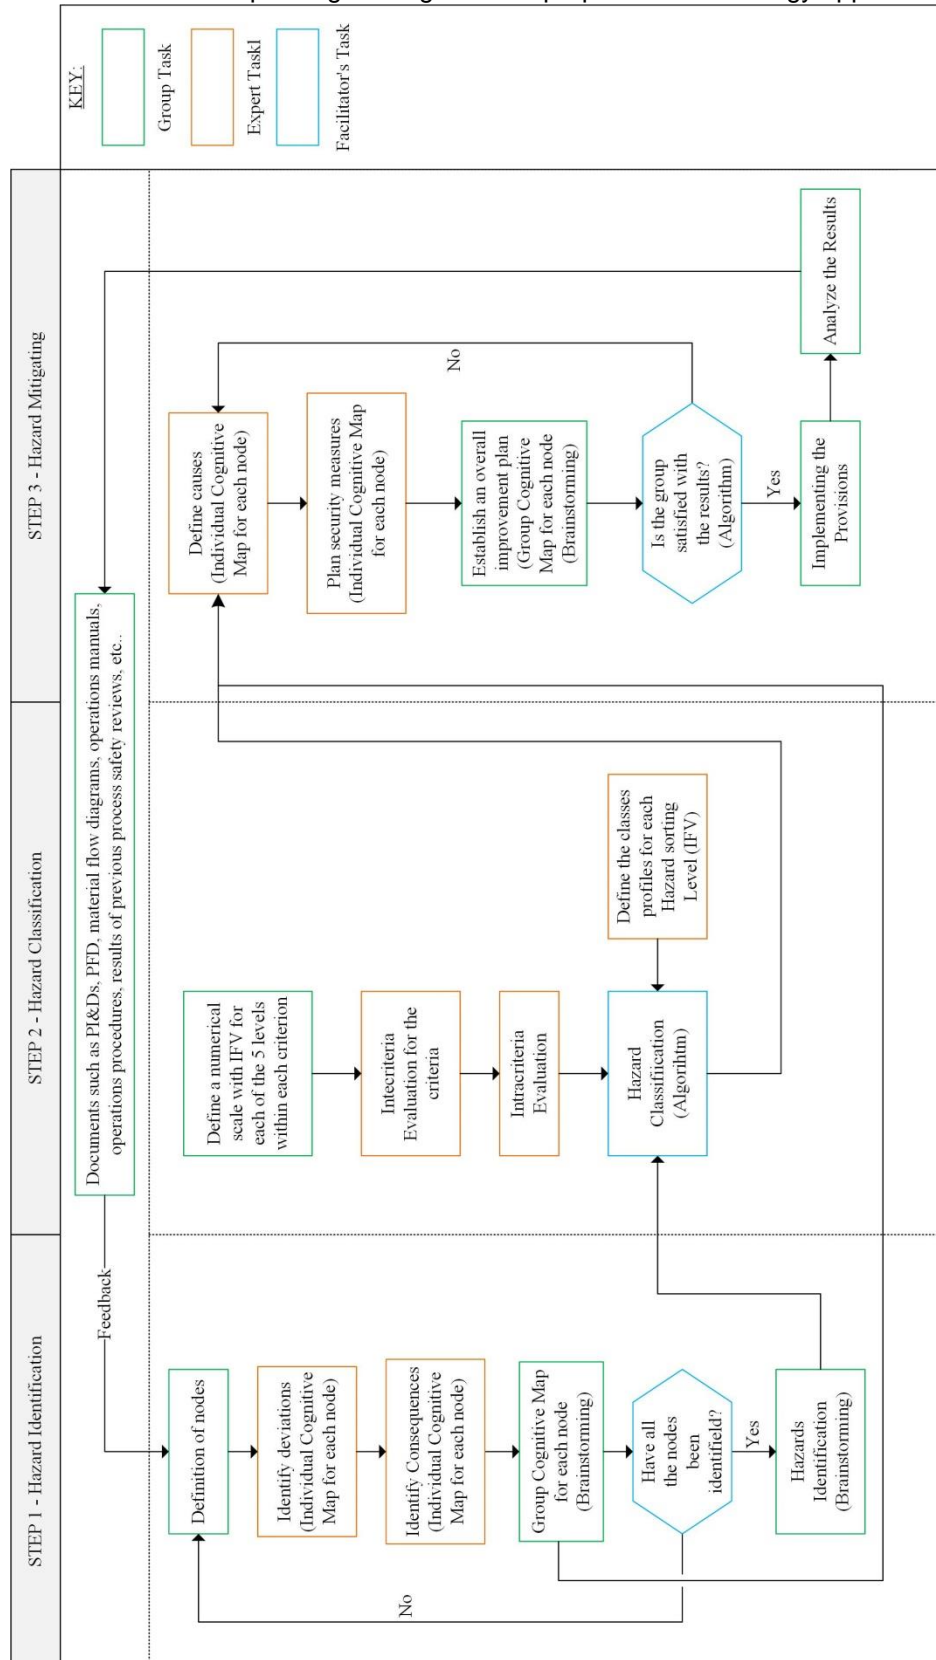 STEP 1 - Hazard Identification
STEP 2 - Hazard Classification
STEP 3 - Hazard Mitigating
Documents such as PI&Ds, PFD, material flow diagrams, operations manuals,
operations procedures, results of previous process safety reviews, etc..
Feedback
Definition of nodes
Identify deviations
(Individual Cognitive
Map for each node)
Identify Consequences
(Individual Cognitive
Map for each node)
Group Cognitive Map
for each node
(Brainstorming)
Have all
the nodes
been
identifield?
No
Yes
Hazards
Identification
(Brainstorming)
Define a numerical
scale with IFV for
each of the 5 levels
within each criterion
Intecriteria
Evaluation for the
criteria
Intracriteria
Evaluation
Hazard
Classifiication
(Algorihtm)
Define the classes
profiles for each
Hazard sorting
Level (IFV)
Define causes
(Individual Cognitive
Map for each node)
Plan security measures
(Individual Cognitive Map
for each node)
Establish an overall
improvement plan
(Group Cognitive
Map for each node
(Brainstorming)
Is the group
satisfied with
the results?
(Algorithm)
No
Yes
Implementing the
Provisions
Analyze the Results
KEY:
Group Task
Expert Taskl
Facilitator's Task